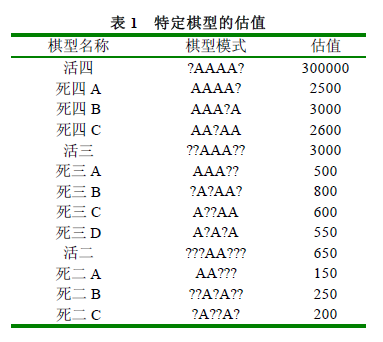 表 1 特定棋型的估值
棋型名称 棋型模式 估值
活四 ?AAAA? 300000
死四 A AAAA? 2500
死四 B AAA?A 3000
死四 C AA?AA 2600
活三 ??AAA?? 3000
死三 A AAA?? 500
死三 B ?A?AA? 800
死三 C A??AA 600
死三 D A?A?A 550
活二 ???AA??? 650
死二 A AA??? 150
死二 B ??A?A?? 250
死二 C ?A??A? 200